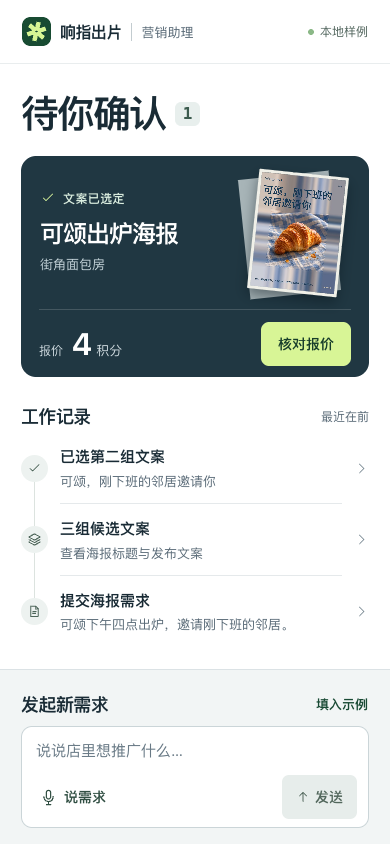 响指出片
营销助理
本地样例
待你确认 1
文案已选定
可颂，刚下班的
邻居邀请你
可颂出炉海报
街角面包房
报价 4 积分
核对报价
工作记录
最近在前
已选第二组文案
可颂，刚下班的邻居邀请你
三组候选文案
查看海报标题与发布文案
提交海报需求
可颂下午四点出炉，邀请刚下班的邻居。
发起新需求
填入示例
说说店里想推广什么...
说需求
发送